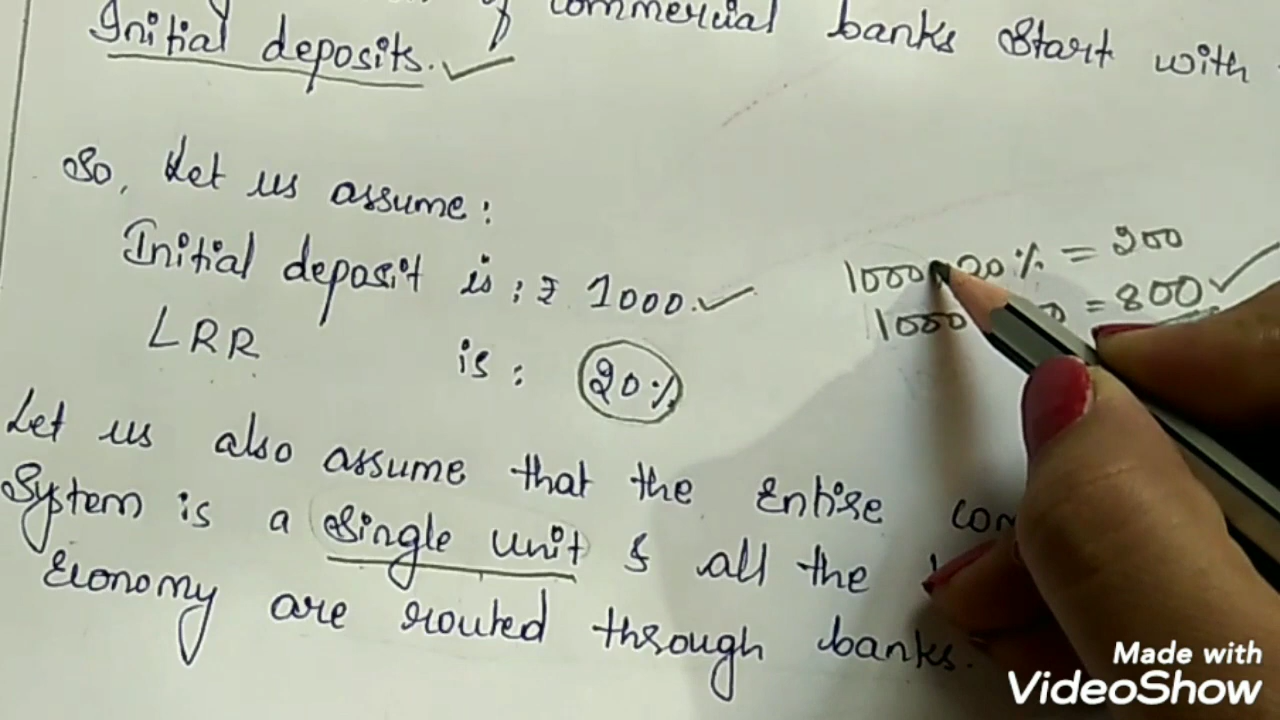 commercial banks start with
Initial deposits.
So, Let us assume:
Initial deposit is : ₹ 1000.
LRR is : 20%
1000 20% = 200
1000 = 800
Let us also assume that the Entire
System is a single unit & all the
Economy are routed through banks.
Made with
VideoShow